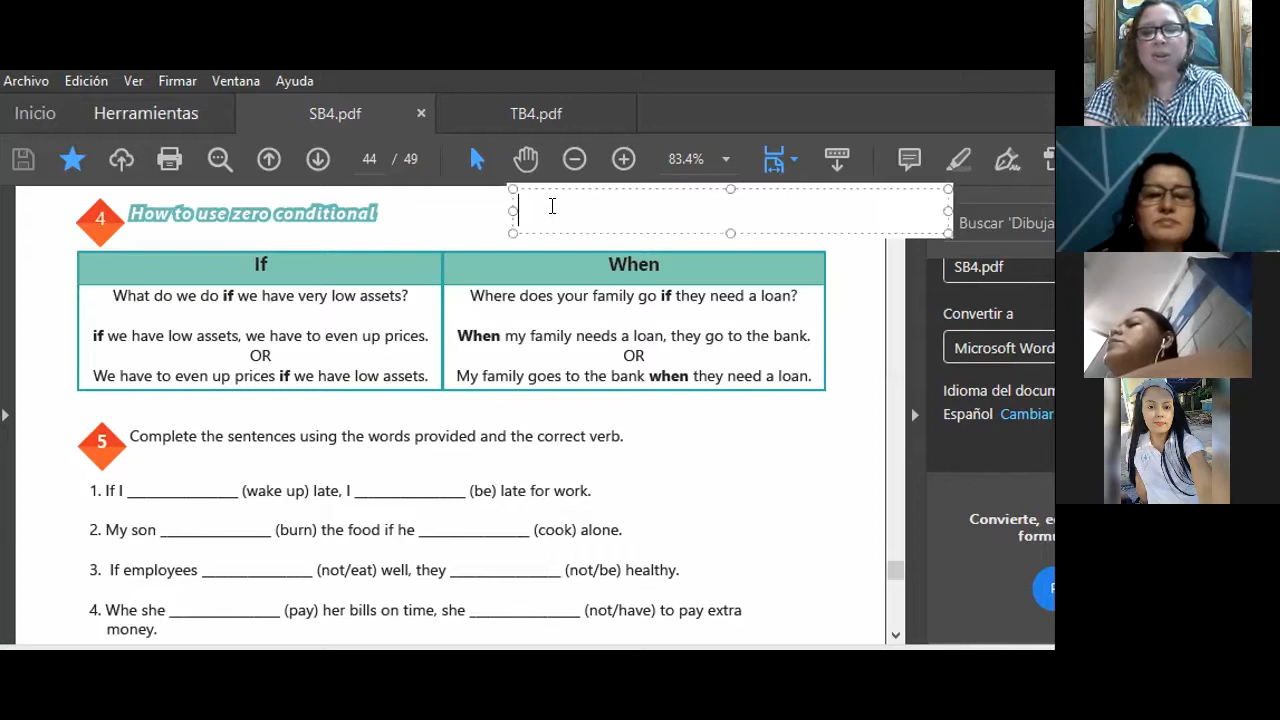 Archivo Edición Ver Firmar Ventana Ayuda
Inicio Herramientas SB4.pdf × TB4.pdf
44 / 49 83.4%
4 How to use zero conditional
Buscar 'Dibuja
SB4.pdf
Convertir a
Microsoft Word
Idioma del docum
Español Cambiar
Convierte, e
formu
If When
What do we do if we have very low assets? Where does your family go if they need a loan?
if we have low assets, we have to even up prices. When my family needs a loan, they go to the bank.
OR OR
We have to even up prices if we have low assets. My family goes to the bank when they need a loan.
5 Complete the sentences using the words provided and the correct verb.
1. If I _____________ (wake up) late, I _____________ (be) late for work.
2. My son _____________ (burn) the food if he _____________ (cook) alone.
3. If employees _____________ (not/eat) well, they _____________ (not/be) healthy.
4. Whe she _____________ (pay) her bills on time, she _____________ (not/have) to pay extra
money.